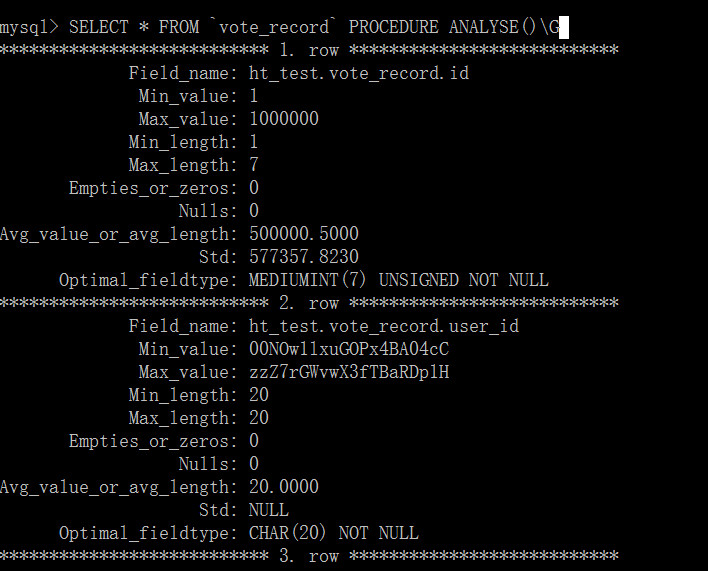 mysql> SELECT * FROM `vote_record` PROCEDURE ANALYSE()\G
*************************** 1. row ***************************
Field_name: ht_test.vote_record.id
Min_value: 1
Max_value: 1000000
Min_length: 1
Max_length: 7
Empties_or_zeros: 0
Nulls: 0
Avg_value_or_avg_length: 500000.5000
Std: 577357.8230
Optimal_fieldtype: MEDIUMINT(7) UNSIGNED NOT NULL
*************************** 2. row ***************************
Field_name: ht_test.vote_record.user_id
Min_value: 00NOwllxuGOPx4BA04cC
Max_value: zzZ7rGWvwX3fTBaRDplH
Min_length: 20
Max_length: 20
Empties_or_zeros: 0
Nulls: 0
Avg_value_or_avg_length: 20.0000
Std: NULL
Optimal_fieldtype: CHAR(20) NOT NULL
*************************** 3. row ***************************